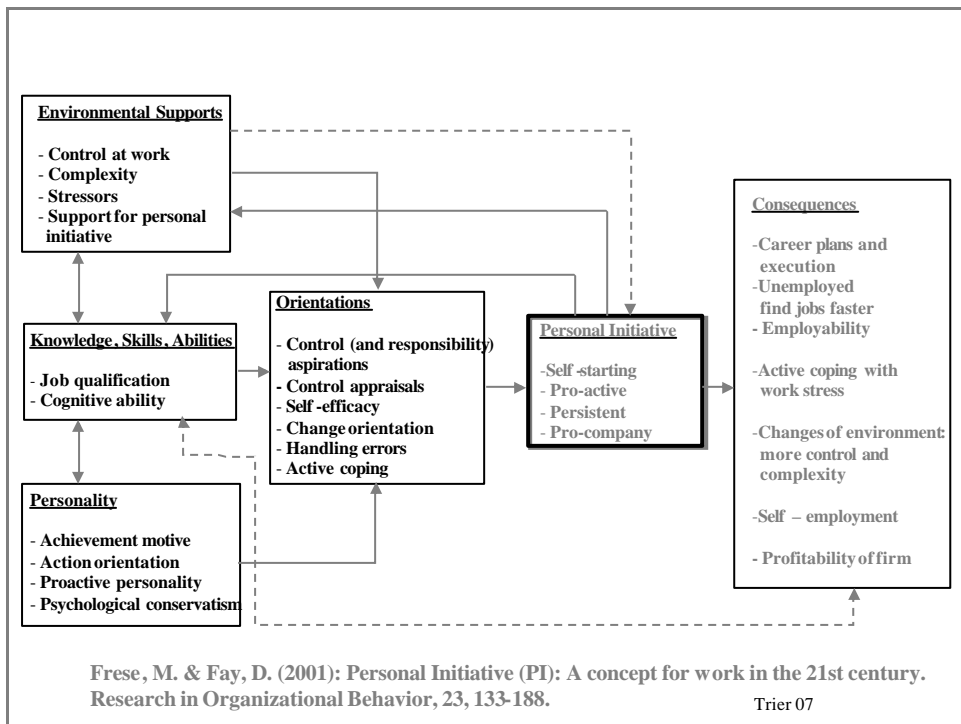 Environmental Supports
- Control at work
- Complexity
- Stressors
- Support for personal
initiative
Knowledge, Skills, Abilities
- Job qualification
- Cognitive ability
Personality
- Achievement motive
- Action orientation
- Proactive personality
- Psychological conservatism
Orientations
- Control (and responsibility)
aspirations
- Control appraisals
- Self -efficacy
- Change orientation
- Handling errors
- Active coping
Personal Initiative
-Self -starting
- Pro-active
- Persistent
- Pro-company
Consequences
-Career plans and
execution
-Unemployed
find jobs faster
- Employability
-Active coping with
work stress
-Changes of environment:
more control and
complexity
-Self – employment
- Profitability of firm
Frese, M. & Fay, D. (2001): Personal Initiative (PI): A concept for work in the 21st century.
Research in Organizational Behavior, 23, 133-188.
Trier 07